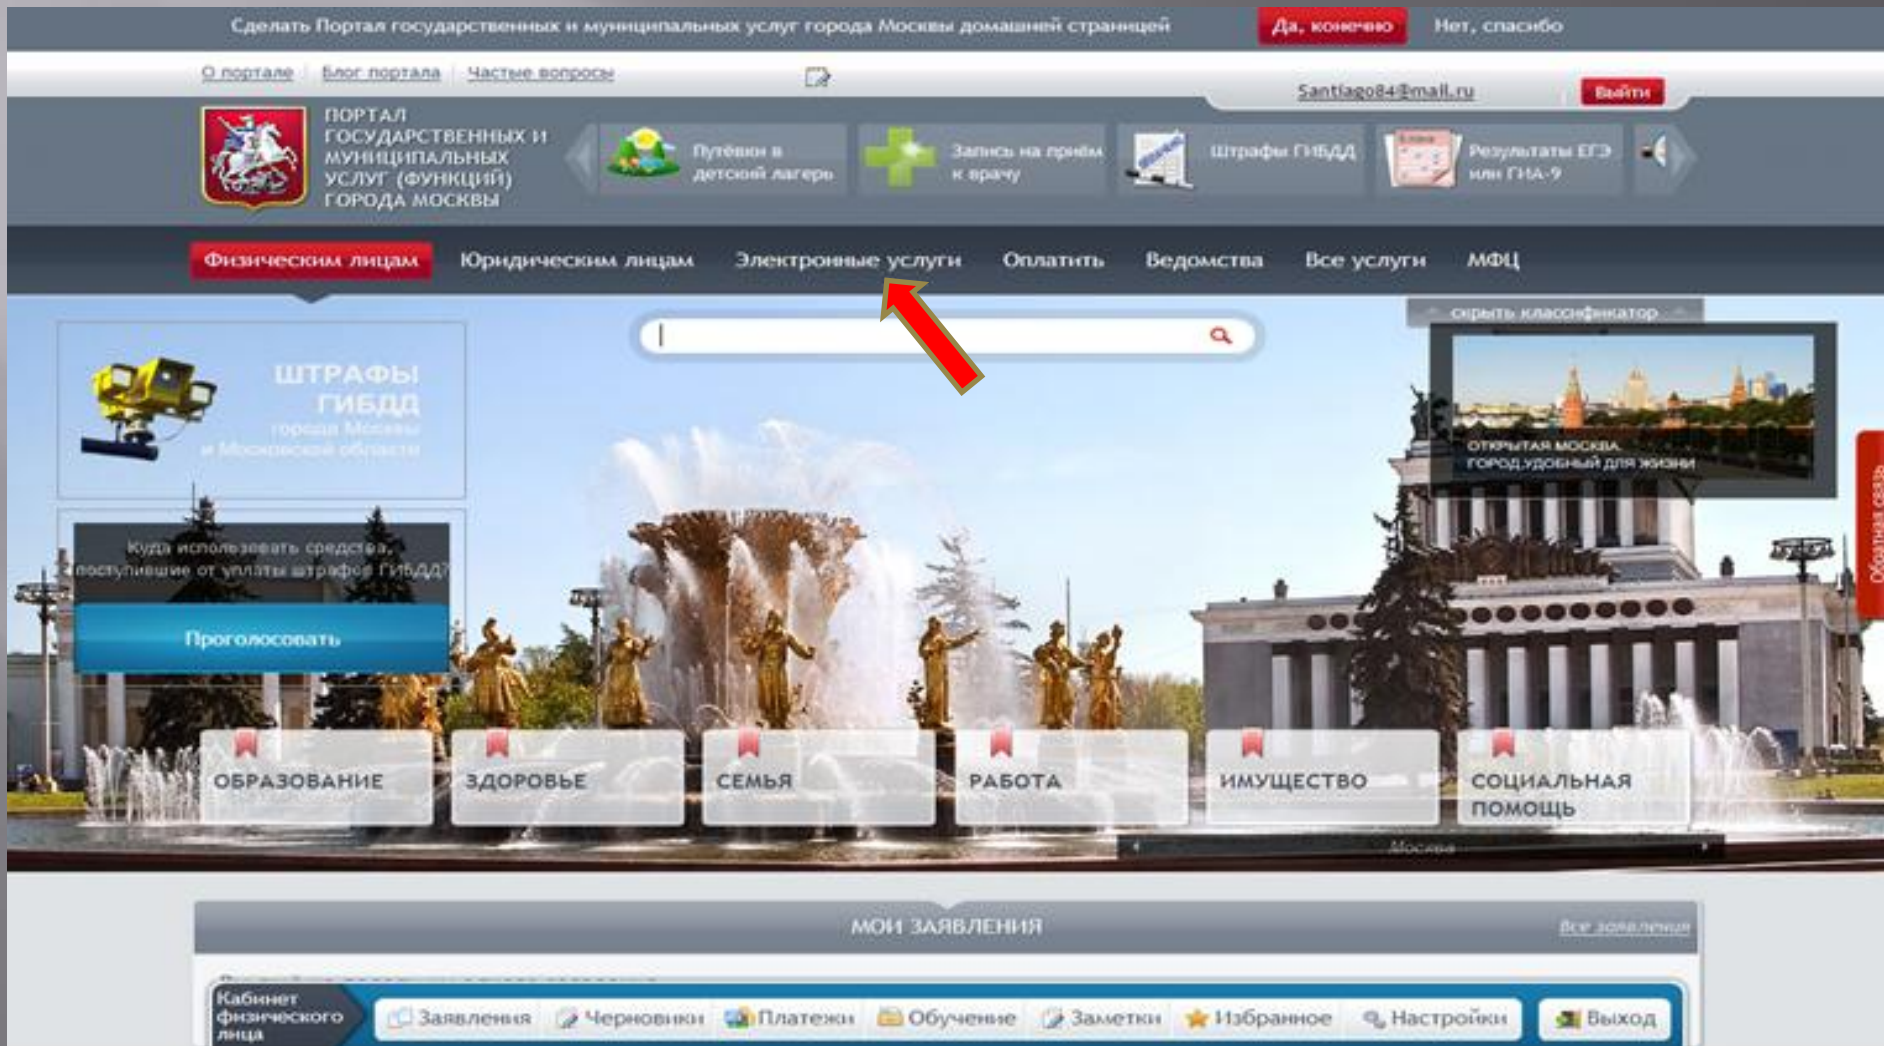 Сделать Портал государственных и муниципальных услуг города Москвы домашней страницей
Да, конечно
Нет, спасибо
О портале
Блог портала
Частые вопросы
Santiago84@mail.ru
Выйти
ПОРТАЛ
ГОСУДАРСТВЕННЫХ И
МУНИЦИПАЛЬНЫХ
УСЛУГ (ФУНКЦИЙ)
ГОРОДА МОСКВЫ
Путёвки в
детский лагерь
Запись на приём
к врачу
Штрафы ГИБДД
Результаты ЕГЭ
или ГИА-9
Физическим лицам
Юридическим лицам
Электронные услуги
Оплатить
Ведомства
Все услуги
МФЦ
скрыть классификатор
ШТРАФЫ
ГИБДД
города Москвы
и Московской области
ОТКРЫТАЯ МОСКВА.
ГОРОД,УДОБНЫЙ ДЛЯ ЖИЗНИ
Обратная связь
Куда использовать средства,
поступившие от уплаты штрафов ГИБДД?
Проголосовать
ОБРАЗОВАНИЕ
ЗДОРОВЬЕ
СЕМЬЯ
РАБОТА
ИМУЩЕСТВО
СОЦИАЛЬНАЯ
ПОМОЩЬ
Москва
МОИ ЗАЯВЛЕНИЯ
Все заявления
Кабинет
физического
лица
Заявления
Черновики
Платежи
Обучение
Заметки
Избранное
Настройки
Выход